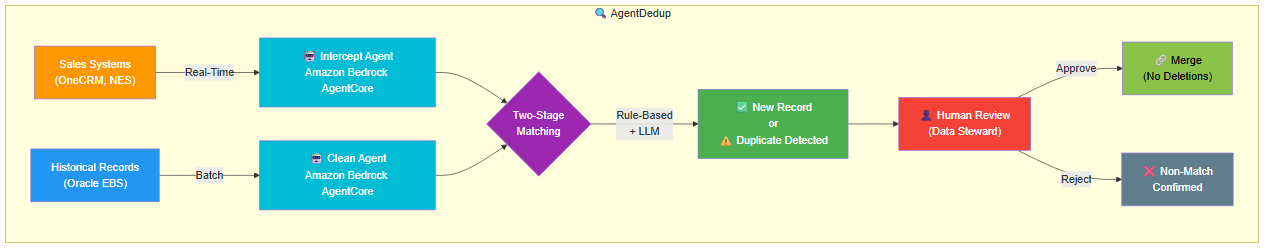 🔍 AgentDedup
Sales Systems
(OneCRM, NES)
Real-Time
🤖 Intercept Agent
Amazon Bedrock
AgentCore
Historical Records
(Oracle EBS)
Batch
🤖 Clean Agent
Amazon Bedrock
AgentCore
Two-Stage
Matching
Rule-Based
+ LLM
✅ New Record
or
⚠️ Duplicate Detected
👤 Human Review
(Data Steward)
Approve
🔗 Merge
(No Deletions)
Reject
❌ Non-Match
Confirmed